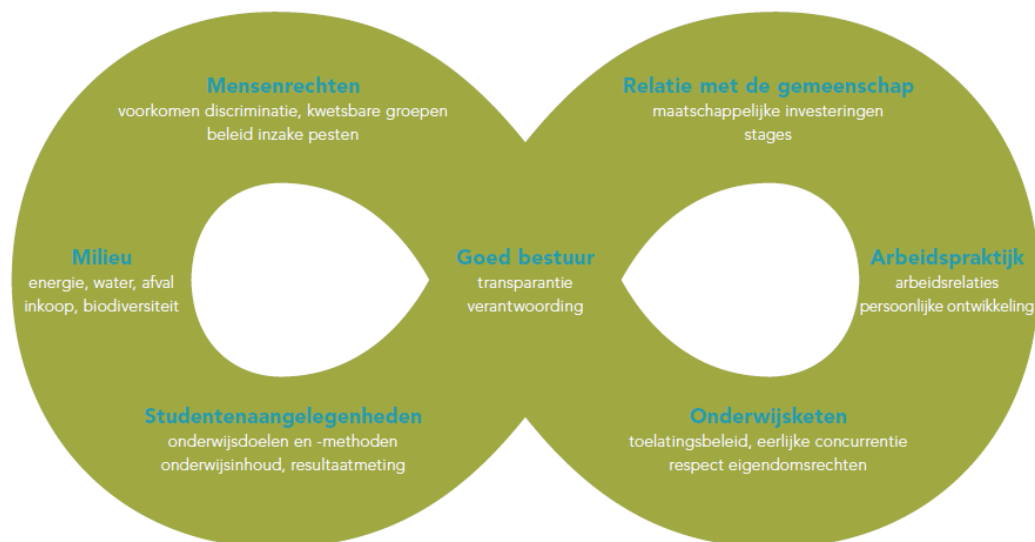 Mensenrechten
voorkomen discriminatie, kwetsbare groepen
beleid inzake pesten
Relatie met de gemeenschap
maatschappelijke investeringen
stages
Milieu
energie, water, afval
inkoop, biodiversiteit
Goed bestuur
transparantie
verantwoording
Arbeidspraktijk
arbeidsrelaties
persoonlijke ontwikkeling
Studentenaangelegenheden
onderwijsdoelen en -methoden
onderwijsinhoud, resultaatmeting
Onderwijsketen
toelatingsbeleid, eerlijke concurrentie
respect eigendomsrechten